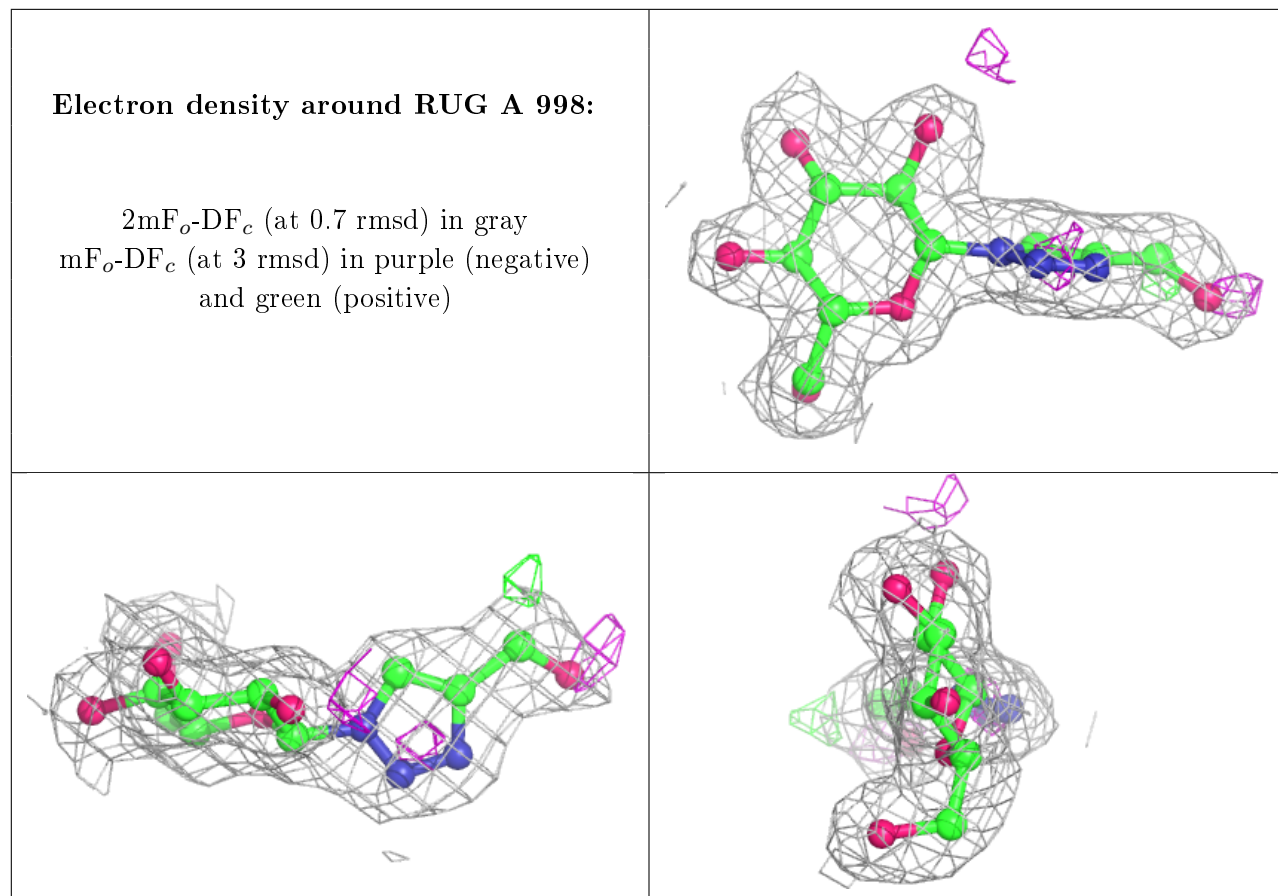 Electron density around RUG A 998:
2mFₒ-DF𝑐 (at 0.7 rmsd) in gray
mFₒ-DF𝑐 (at 3 rmsd) in purple (negative)
and green (positive)